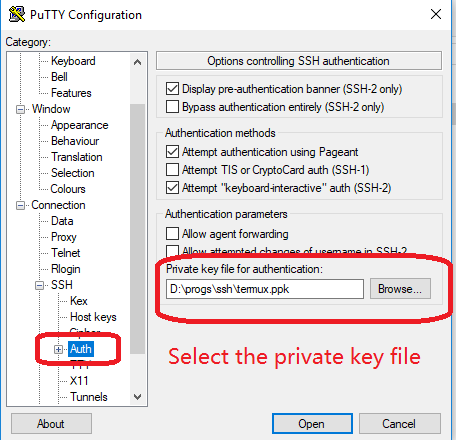 PuTTY Configuration
Category:
Keyboard
Bell
Features
Window
Appearance
Behaviour
Translation
Selection
Colours
Connection
Data
Proxy
Telnet
Rlogin
SSH
Kex
Host keys
Cipher
Auth
TTY
X11
Tunnels
Options controlling SSH authentication
Display pre-authentication banner (SSH-2 only)
Bypass authentication entirely (SSH-2 only)
Authentication methods
Attempt authentication using Pageant
Attempt TIS or CryptoCard auth (SSH-1)
Attempt "keyboard-interactive" auth (SSH-2)
Authentication parameters
Allow agent forwarding
Allow attempted changes of username in SSH-2
Private key file for authentication:
D:\progs\ssh\termux.ppk
Browse...
Select the private key file
About
Open
Cancel